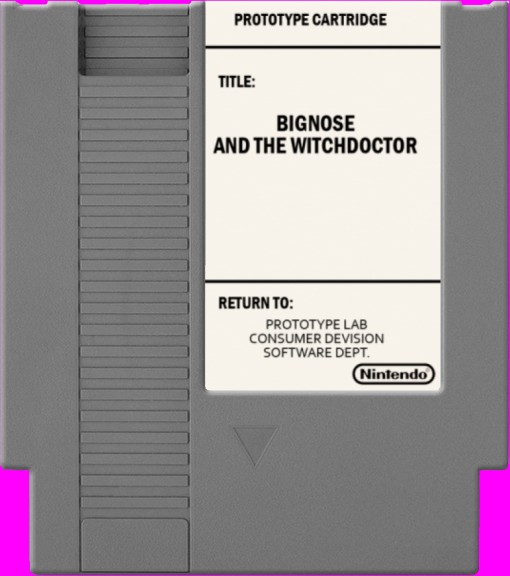 PROTOTYPE CARTRIDGE
TITLE:
BIGNOSE
AND THE WITCHDOCTOR
RETURN TO:
PROTOTYPE LAB
CONSUMER DEVISION
SOFTWARE DEPT.
Nintendo®